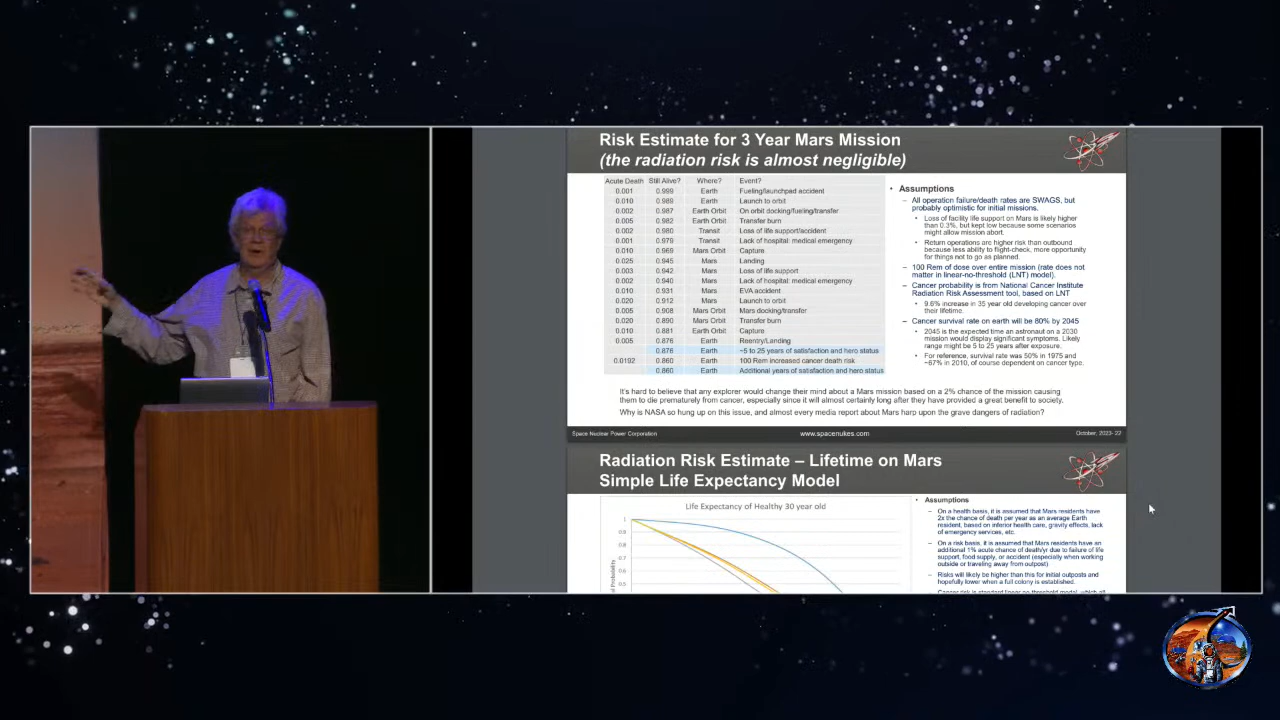 Risk Estimate for 3 Year Mars Mission
(the radiation risk is almost negligible)
Acute Death Still Alive? Where? Event?
0.001 0.999 Earth Fueling/launchpad accident
0.010 0.989 Earth Launch to orbit
0.002 0.987 Earth Orbit On orbit docking/fueling/transfer
0.005 0.982 Earth Orbit Transfer burn
0.002 0.980 Transit Loss of life support/accident
0.001 0.979 Transit Lack of hospital: medical emergency
0.010 0.969 Mars Orbit Capture
0.025 0.945 Mars Landing
0.003 0.942 Mars Loss of life support
0.002 0.940 Mars Lack of hospital: medical emergency
0.010 0.931 Mars EVA accident
0.020 0.912 Mars Launch to orbit
0.005 0.908 Mars Orbit Mars docking/transfer
0.020 0.890 Mars Orbit Transfer burn
0.010 0.881 Earth Orbit Capture
0.005 0.876 Earth Reentry/Landing
0.876 Earth ~5 to 25 years of satisfaction and hero status
0.0192 0.860 Earth 100 Rem increased cancer death risk
0.860 Earth Additional years of satisfaction and hero status
• Assumptions
– All operation failure/death rates are SWAGS, but
probably optimistic for initial missions.
• Loss of facility life support on Mars is likely higher
than 0.3%, but kept low because some scenarios
might allow mission abort.
• Return operations are higher risk than outbound
because less ability to flight-check, more opportunity
for things not to go as planned.
– 100 Rem of dose over entire mission (rate does not
matter in linear-no-threshold (LNT) model).
– Cancer probability is from National Cancer Institute
Radiation Risk Assessment tool, based on LNT
• 9.6% increase in 35 year old developing cancer over
their lifetime.
– Cancer survival rate on earth will be 80% by 2045
• 2045 is the expected time an astronaut on a 2030
mission would display significant symptoms. Likely
range might be 5 to 25 years after exposure.
• For reference, survival rate was 50% in 1975 and
~67% in 2010, of course dependent on cancer type.
It's hard to believe that any explorer would change their mind about a Mars mission based on a 2% chance of the mission causing
them to die prematurely from cancer, especially since it will almost certainly long after they have provided a great benefit to society.
Why is NASA so hung up on this issue, and almost every media report about Mars harp upon the grave dangers of radiation?
Space Nuclear Power Corporation www.spacenukes.com October, 2023- 22
Radiation Risk Estimate – Lifetime on Mars
Simple Life Expectancy Model
Life Expectancy of Healthy 30 year old
1
0.9
0.8
0.7
0.6
0.5
Probability
• Assumptions
– On a health basis, it is assumed that Mars residents have
2x the chance of death per year as an average Earth
resident, based on inferior health care, gravity effects, lack
of emergency services, etc.
– On a risk basis, it is assumed that Mars residents have an
additional 1% acute chance of death/yr due to failure of life
support, food supply, or accident (especially when working
outside or traveling away from outpost)
– Risks will likely be higher than this for initial outposts and
hopefully lower when a full colony is established.